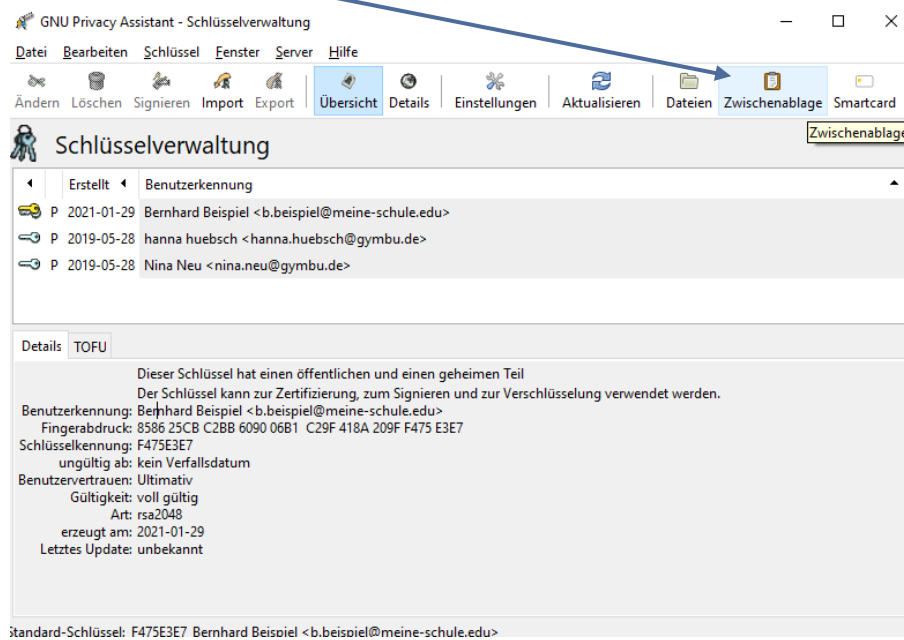 GNU Privacy Assistant - Schlüsselverwaltung
Datei Bearbeiten Schlüssel Fenster Server Hilfe
Ändern Löschen Signieren Import Export Übersicht Details Einstellungen Aktualisieren Dateien Zwischenablage Smartcard
Zwischenablage
Schlüsselverwaltung
Erstellt Benutzerkennung
P 2021-01-29 Bernhard Beispiel <b.beispiel@meine-schule.edu>
P 2019-05-28 hanna huebsch <hanna.huebsch@gymbu.de>
P 2019-05-28 Nina Neu <nina.neu@gymbu.de>
Details TOFU
Dieser Schlüssel hat einen öffentlichen und einen geheimen Teil
Der Schlüssel kann zur Zertifizierung, zum Signieren und zur Verschlüsselung verwendet werden.
Benutzerkennung: Bernhard Beispiel <b.beispiel@meine-schule.edu>
Fingerabdruck: 8586 25CB C2BB 6090 06B1 C29F 418A 209F F475 E3E7
Schlüsselkennung: F475E3E7
ungültig ab: kein Verfallsdatum
Benutzervertrauen: Ultimativ
Gültigkeit: voll gültig
Art: rsa2048
erzeugt am: 2021-01-29
Letztes Update: unbekannt
Standard-Schlüssel: F475E3E7 Bernhard Beispiel <b.beispiel@meine-schule.edu>